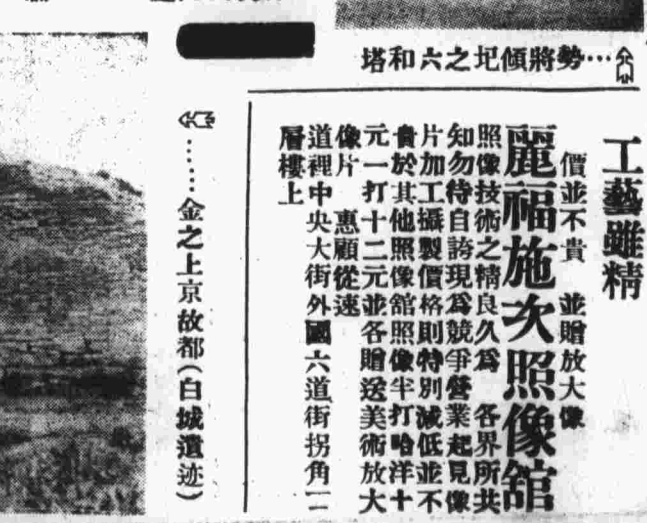 勢將傾圮之六和塔
工藝雖精
價並不貴 並贈放大像
麗福施次照像舘
照像技術之精良久爲 各界所共
知勿待自誇現爲競爭營業起見像
片加工攝製價格則特別減低並不
貴於其他照像舘照像半打哈洋十
元一打十二元並各贈送美術放大
像片 惠顧從速
道裡中央大街外國六道街拐角二
層樓上
金之上京故都(白城遺迹)